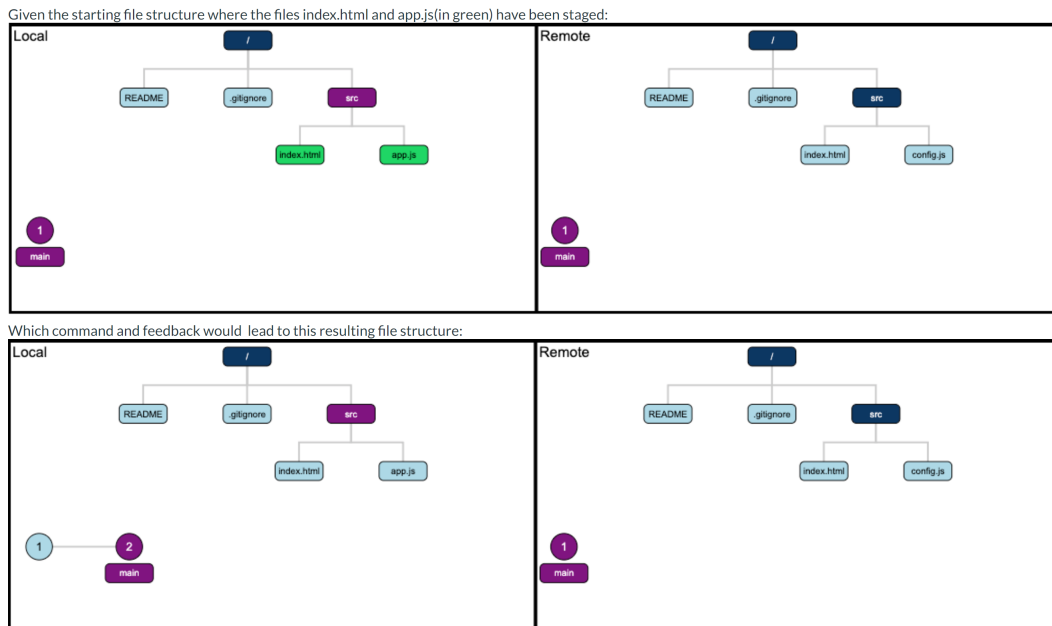 Given the starting file structure where the files index.html and app.js(in green) have been staged:
Local
Remote
/
/
README
.gitignore
src
README
.gitignore
src
index.html
app.js
index.html
config.js
1
1
main
main
Which command and feedback would lead to this resulting file structure:
Local
Remote
/
/
README
.gitignore
src
README
.gitignore
src
index.html
app.js
index.html
config.js
1
2
1
main
main